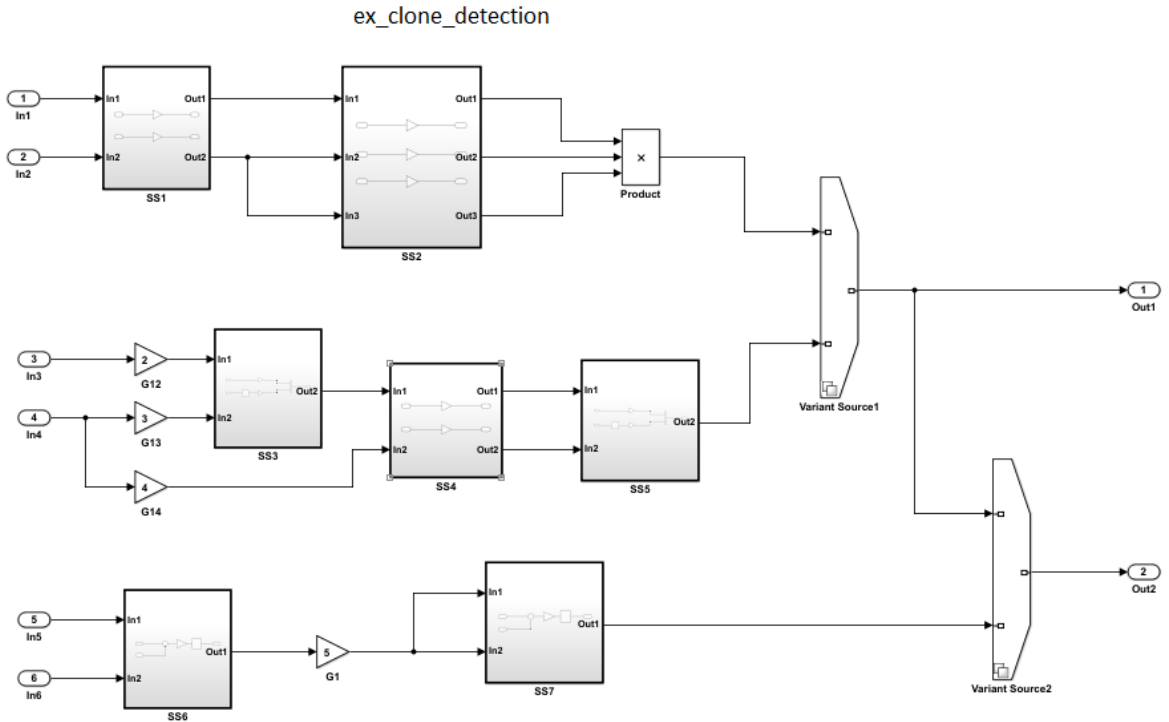 ex_clone_detection
1
In1
2
In2
In1
In2
Out1
Out2
SS1
In1
In2
In3
Out1
Out2
Out3
SS2
×
Product
Variant Source1
1
Out1
3
In3
4
In4
2
G12
3
G13
4
G14
In1
In2
Out2
SS3
In1
In2
Out1
Out2
SS4
In1
In2
Out2
SS5
Variant Source2
2
Out2
5
In5
6
In6
In1
In2
Out1
SS6
5
G1
In1
In2
Out1
SS7